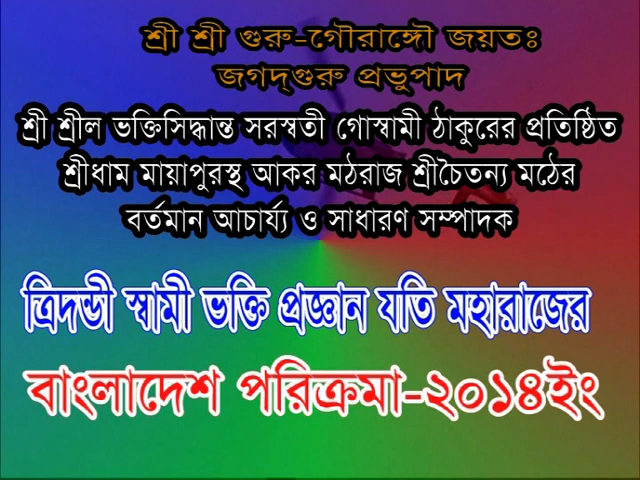 শ্রী শ্রী গুরু-গৌরাঙ্গৌ জয়তঃ
জগদ্‌গুরু প্রভুপাদ
শ্রী শ্রীল ভক্তিসিদ্ধান্ত সরস্বতী গোস্বামী ঠাকুরের প্রতিষ্ঠিত
শ্রীধাম মায়াপুরস্থ আকর মঠরাজ শ্রীচৈতন্য মঠের
বর্তমান আচার্য্য ও সাধারণ সম্পাদক
ত্রিদন্ডী স্বামী ভক্তি প্রজ্ঞান যতি মহারাজের
বাংলাদেশ পরিক্রমা-২০১৪ইং